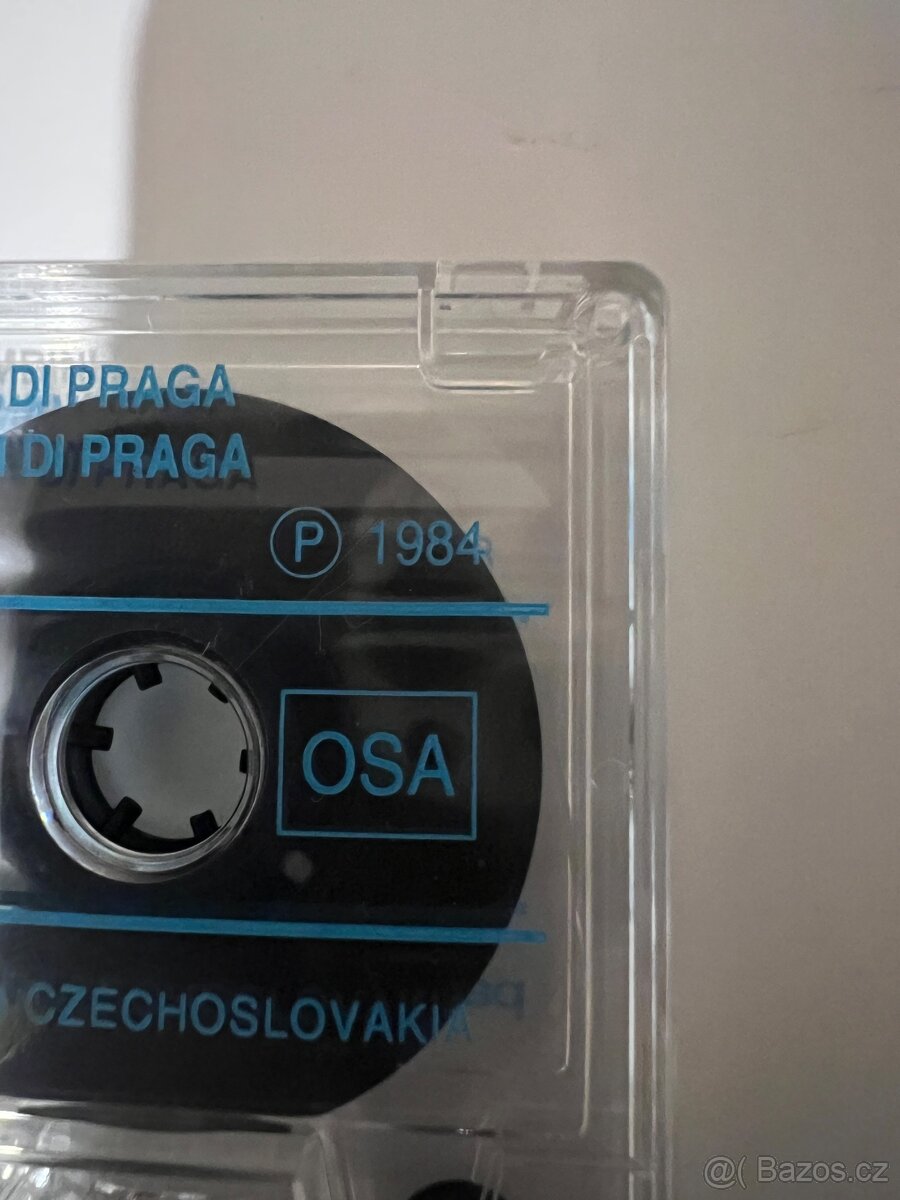 DI PRAGA
I DI PRAGA
Ⓟ 1984
OSA
CZECHOSLOVAKIA
@( Bazos.cz